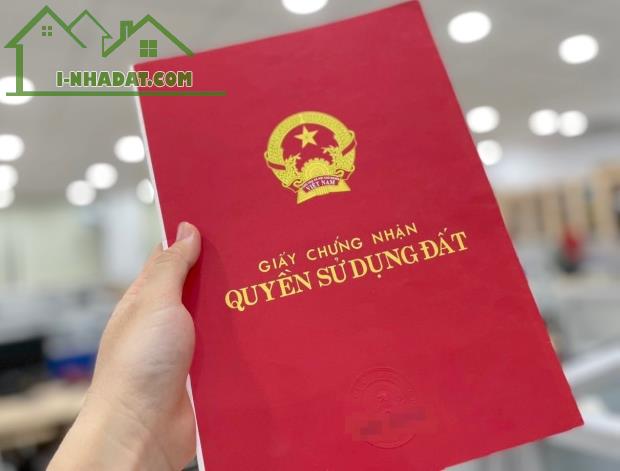 I-NHADAT.COM
VIỆT NAM
GIẤY CHỨNG NHẬN
QUYỀN SỬ DỤNG ĐẤT